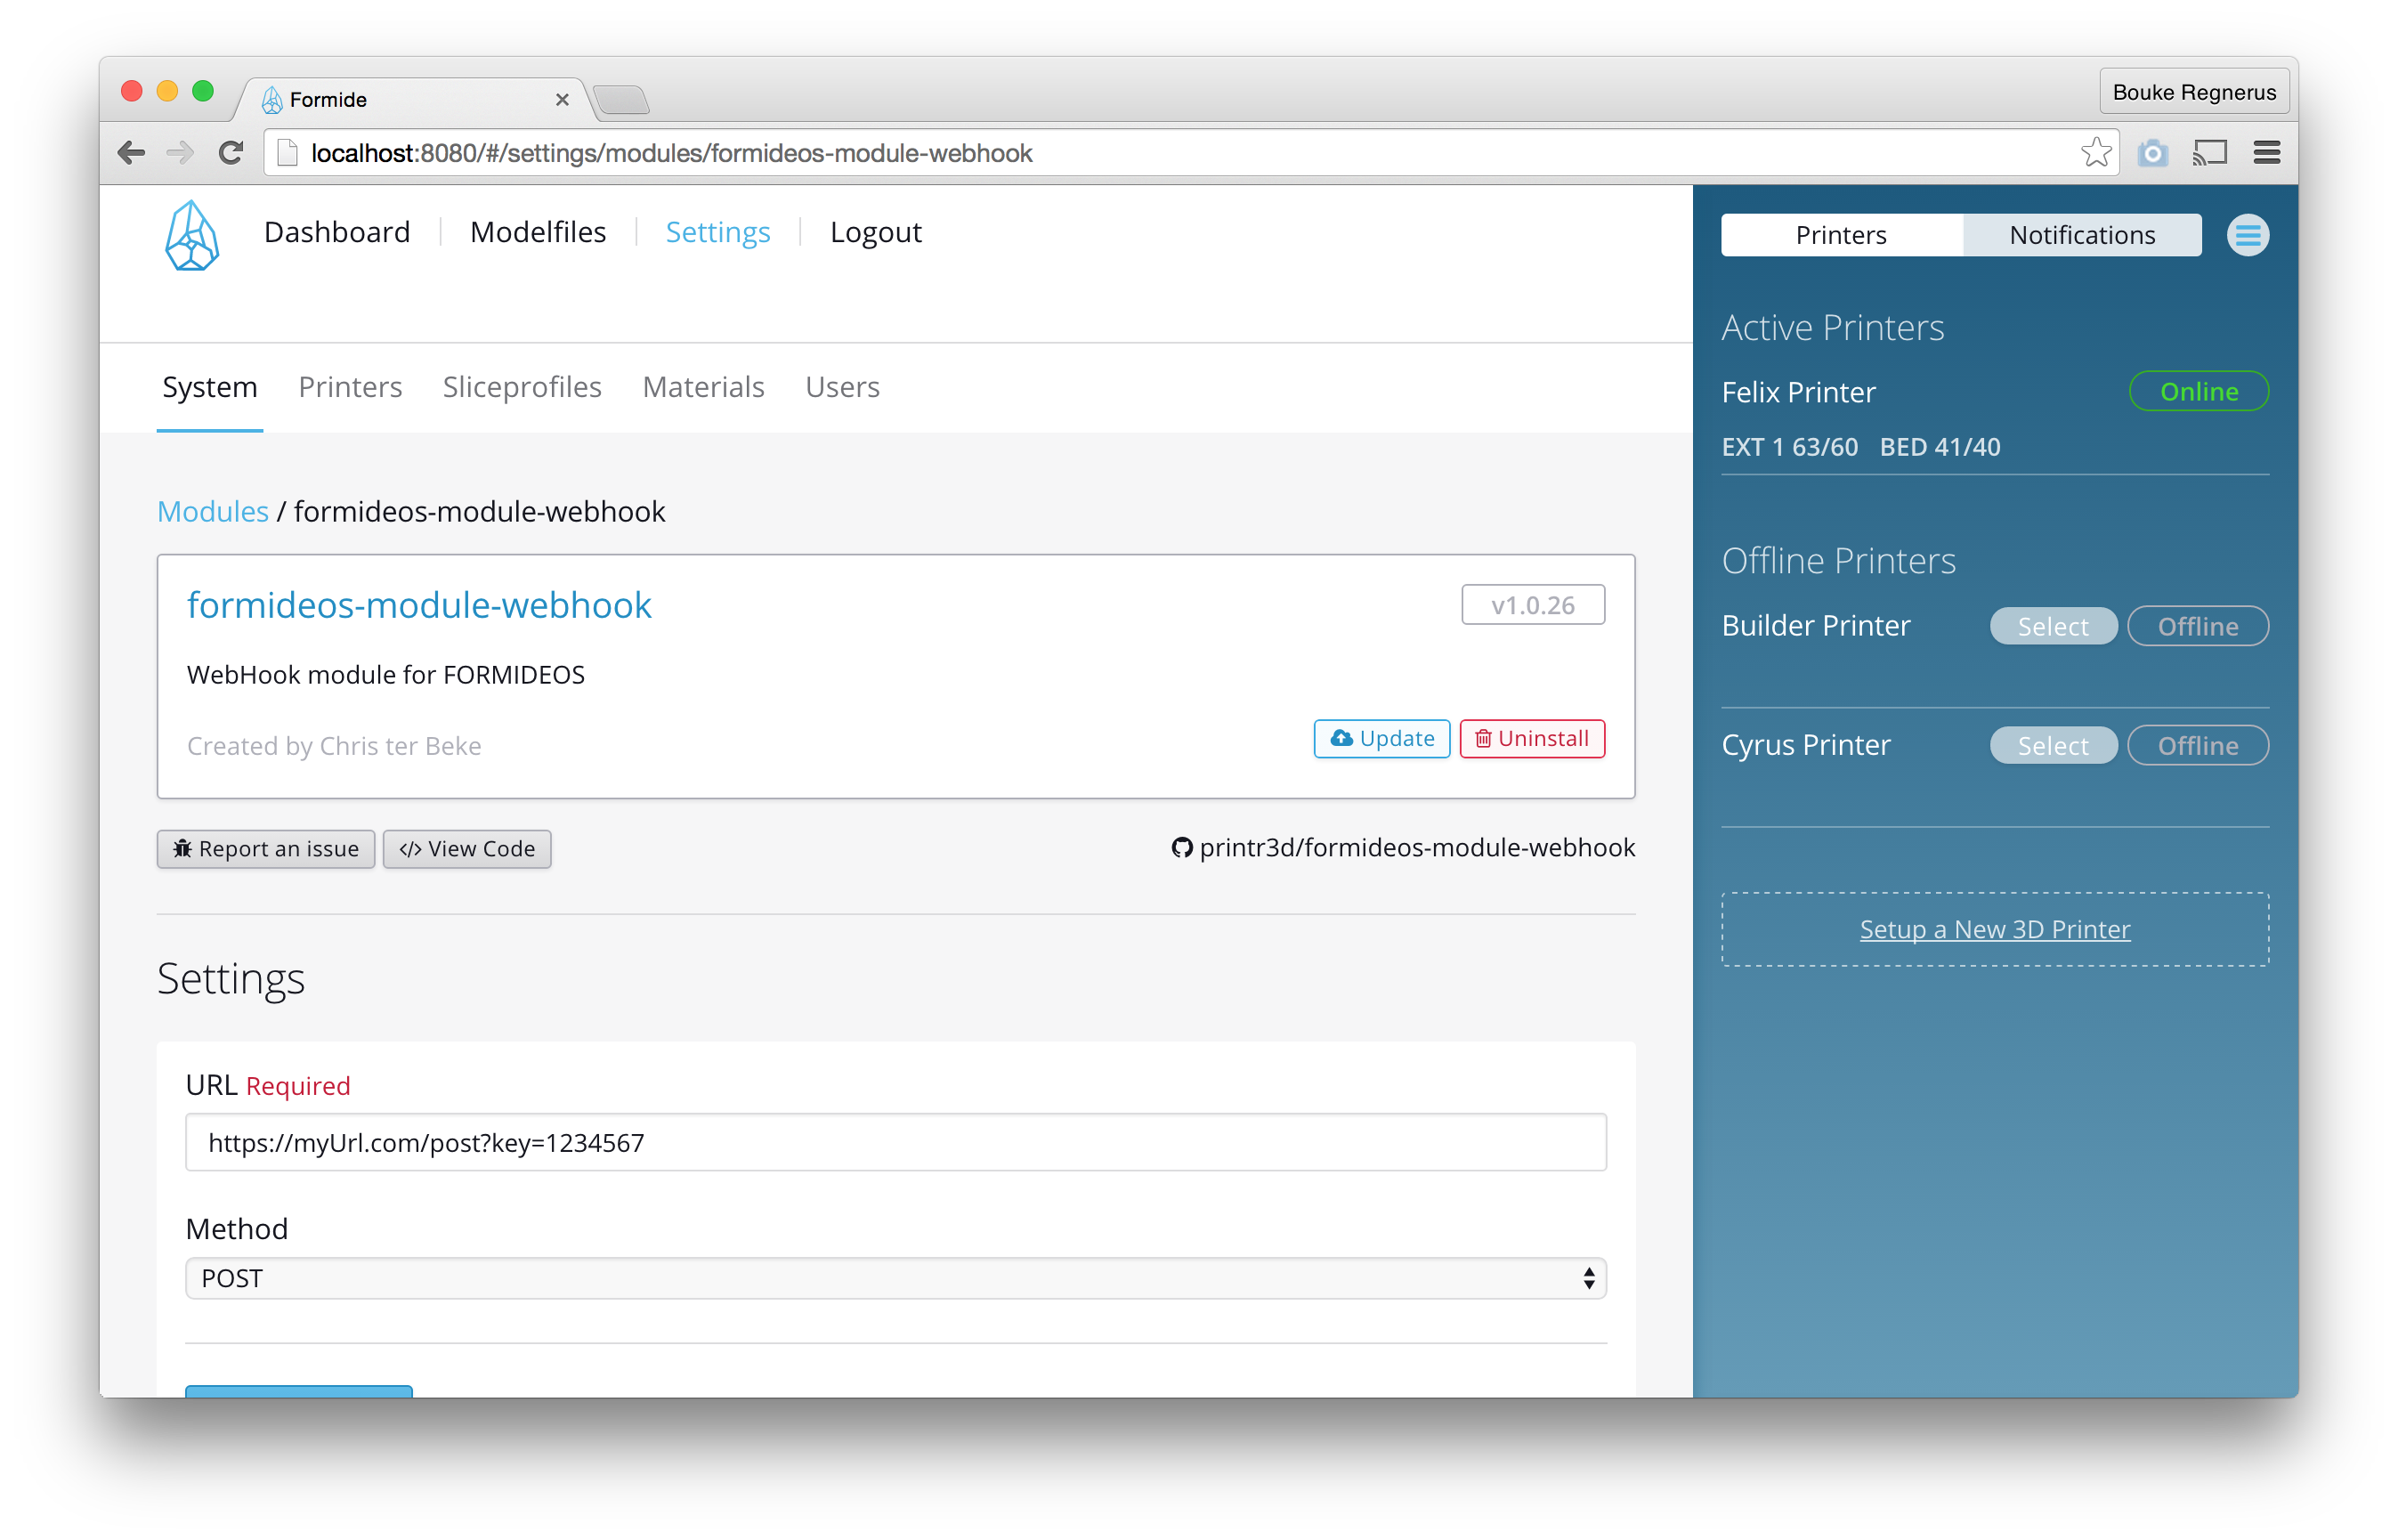 Formide
Bouke Regnerus
localhost:8080/#/settings/modules/formideos-module-webhook
Dashboard
Modelfiles
Settings
Logout
System
Printers
Sliceprofiles
Materials
Users
Modules / formideos-module-webhook
formideos-module-webhook
v1.0.26
WebHook module for FORMIDEOS
Created by Chris ter Beke
Update
Uninstall
Report an issue
</> View Code
printr3d/formideos-module-webhook
Settings
URL Required
https://myUrl.com/post?key=1234567
Method
POST
Printers
Notifications
Active Printers
Felix Printer
Online
EXT 1 63/60 BED 41/40
Offline Printers
Builder Printer
Select
Offline
Cyrus Printer
Select
Offline
Setup a New 3D Printer